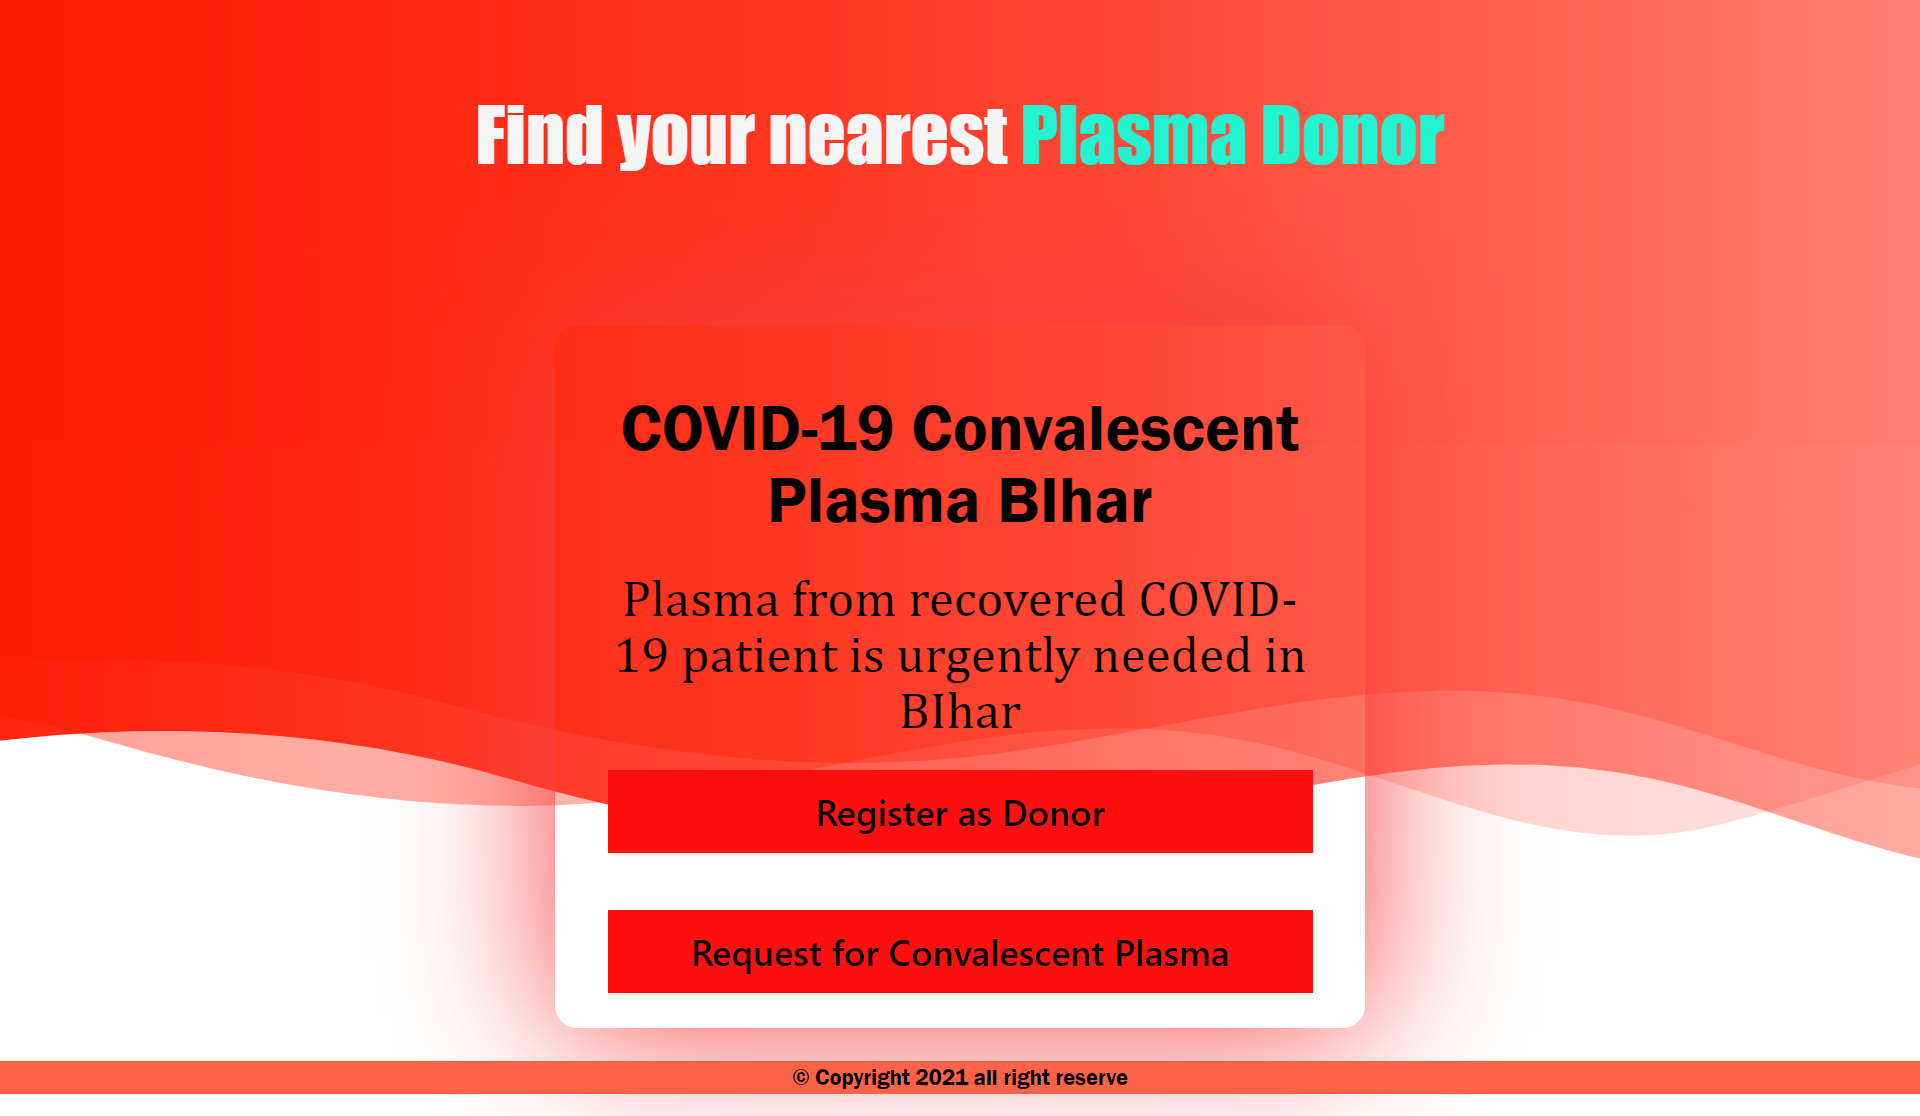 Find your nearest Plasma Donor
COVID-19 Convalescent
Plasma BIhar
Plasma from recovered COVID-
19 patient is urgently needed in
BIhar
Register as Donor
Request for Convalescent Plasma
© Copyright 2021 all right reserve